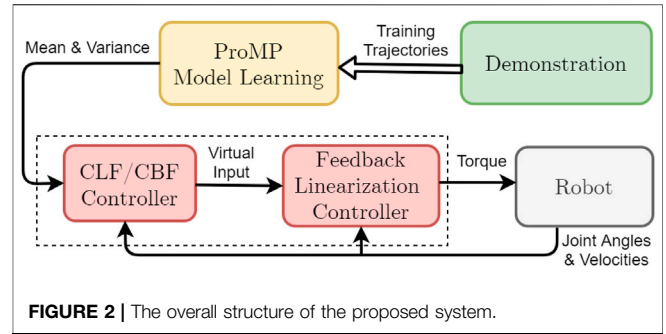 Mean & Variance
ProMP
Model Learning
Training
Trajectories
Demonstration
CLF/CBF
Controller
Virtual
Input
Feedback
Linearization
Controller
Torque
Robot
Joint Angles
& Velocities
FIGURE 2 | The overall structure of the proposed system.